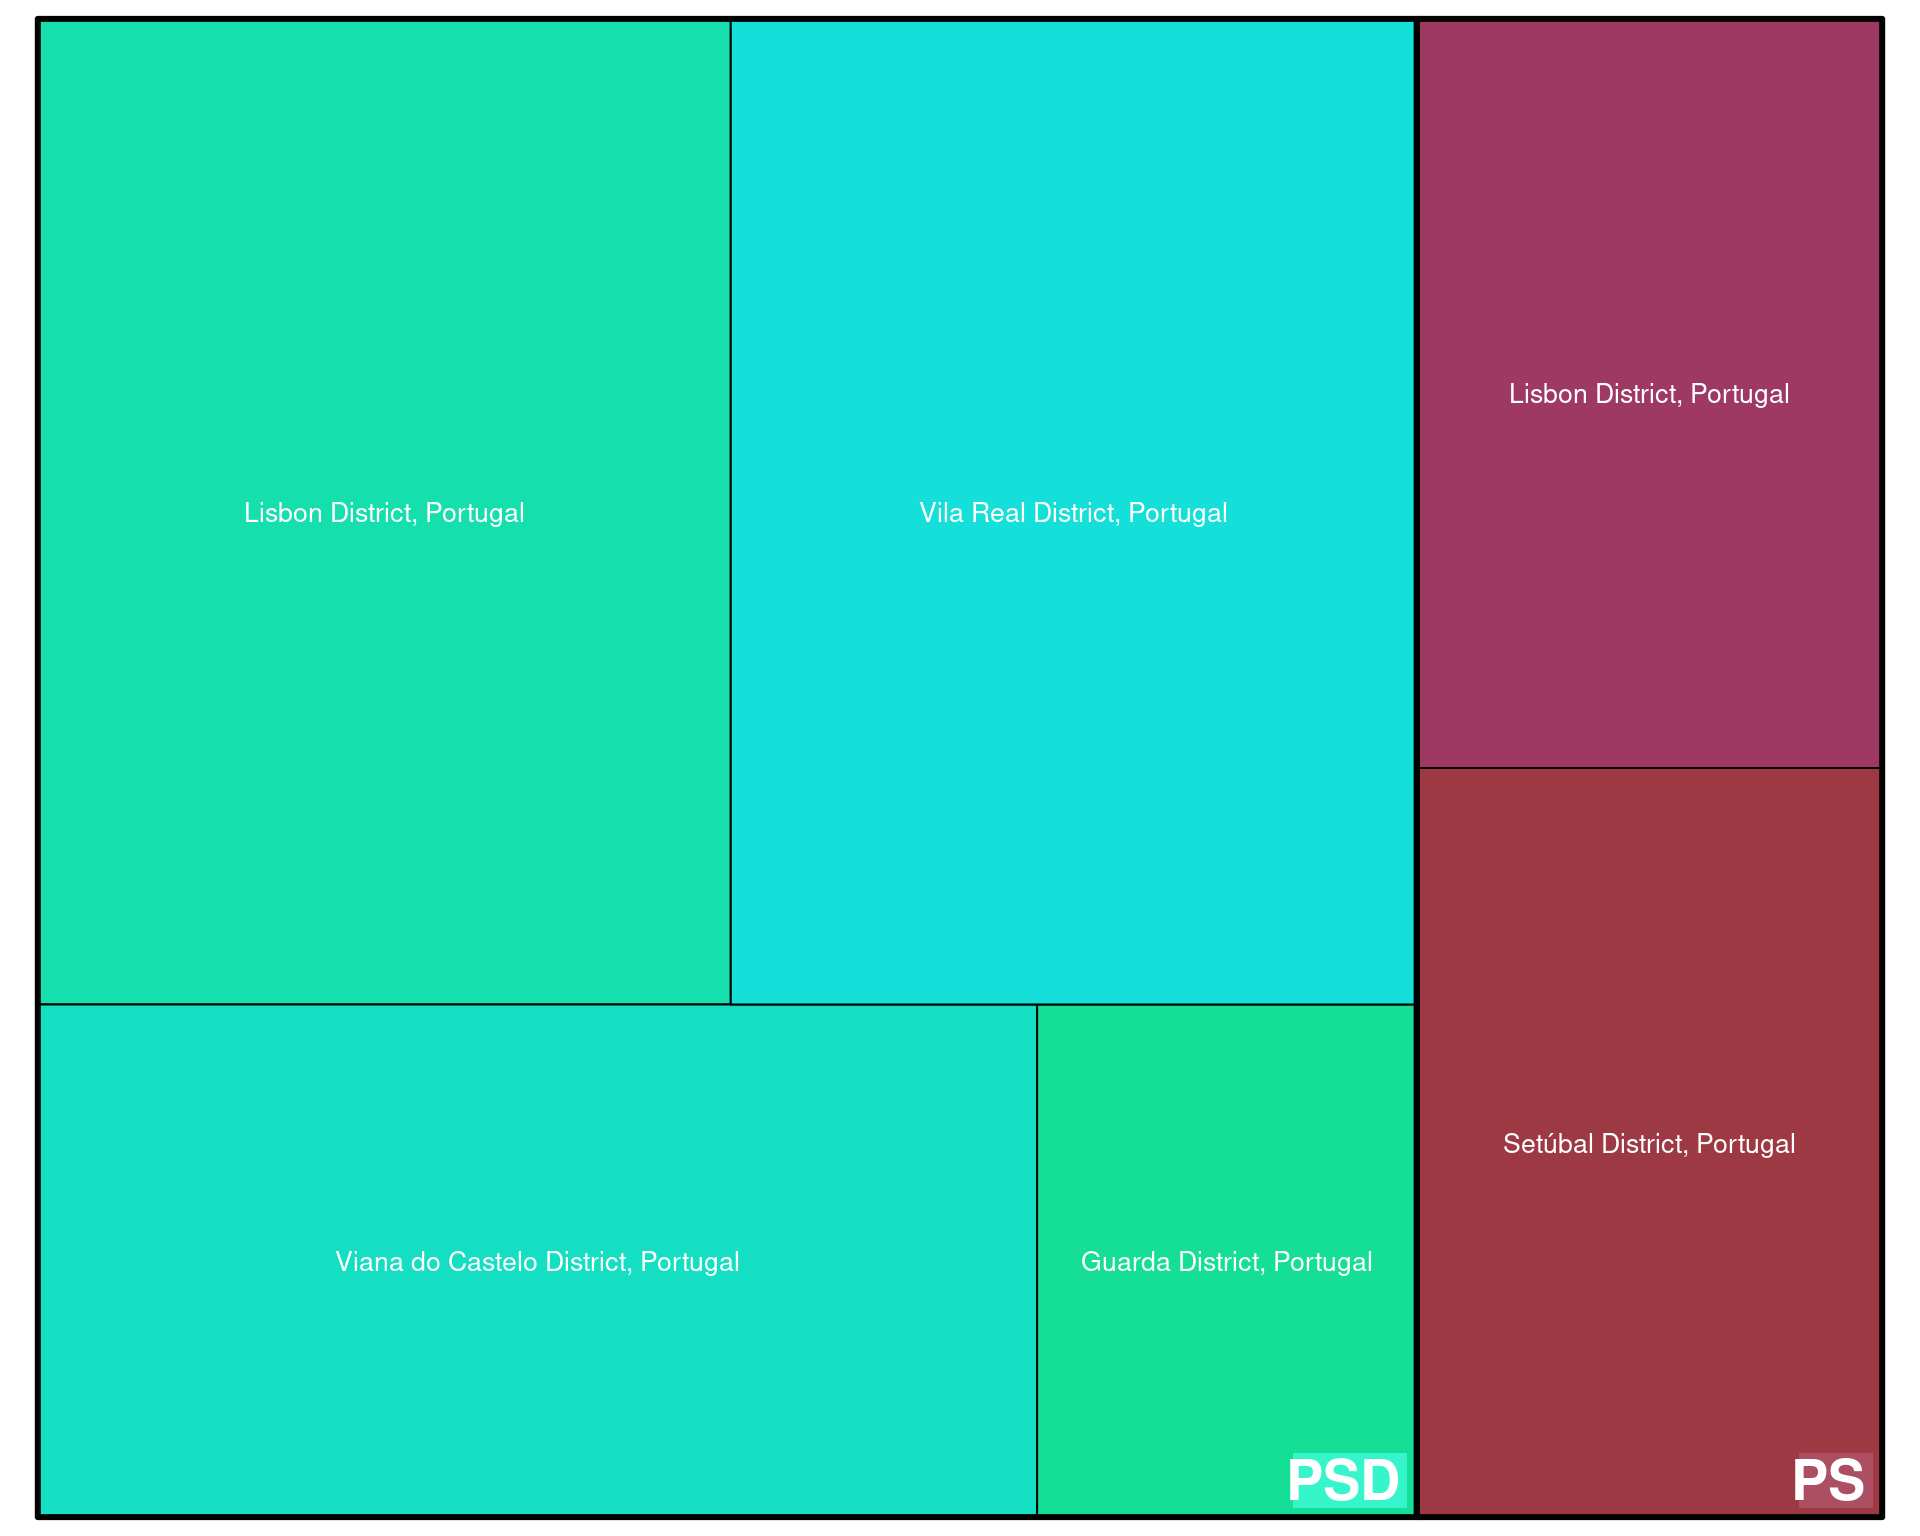 Lisbon District, Portugal
Vila Real District, Portugal
Viana do Castelo District, Portugal
Guarda District, Portugal
PSD
Lisbon District, Portugal
Setúbal District, Portugal
PS